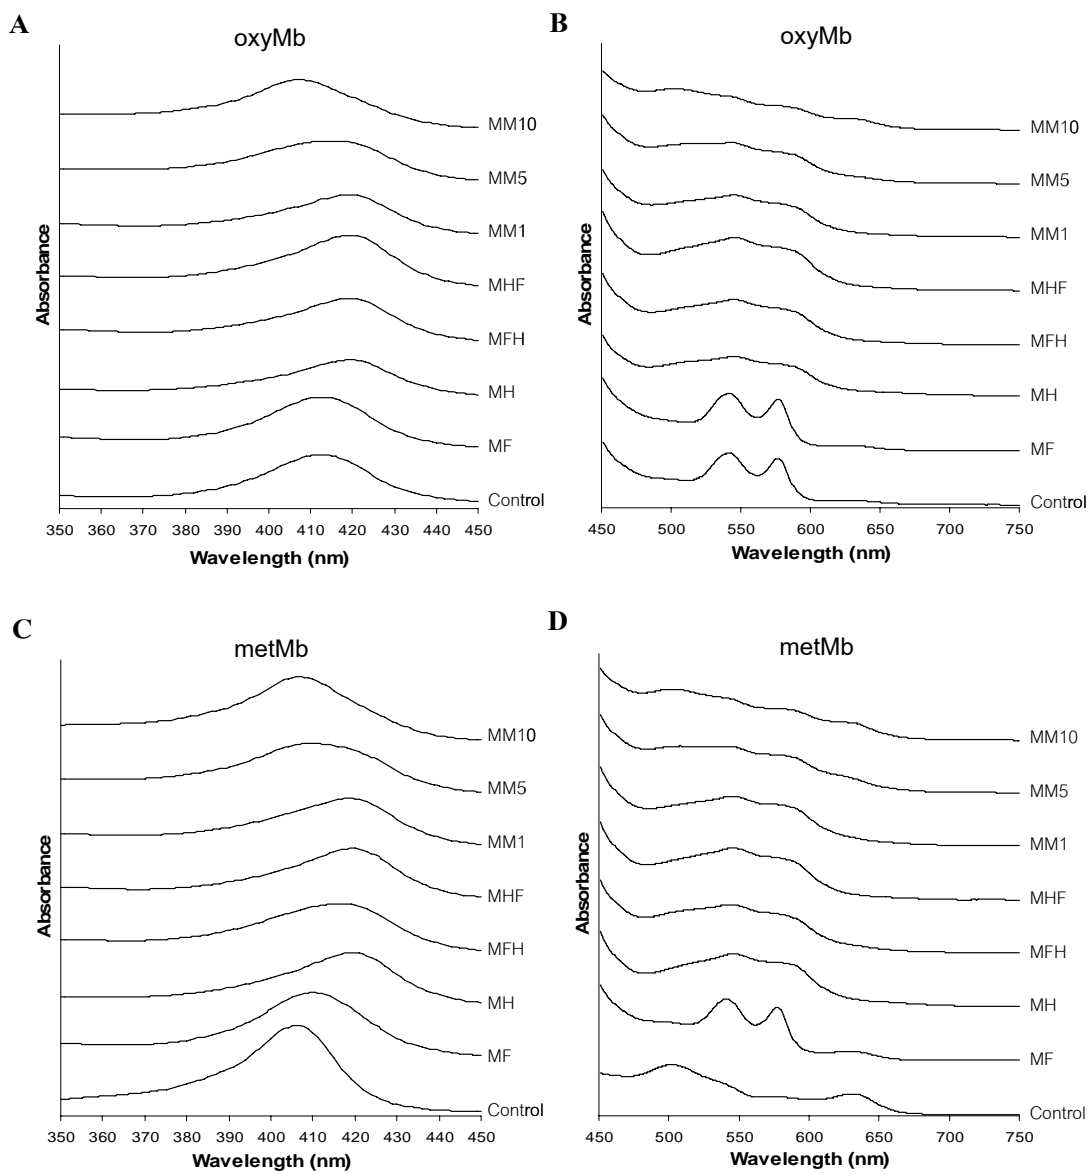 A
oxyMb
MM10
MM5
MM1
MHF
MFH
MH
MF
Control
Absorbance
350 360 370 380 390 400 410 420 430 440 450
Wavelength (nm)
B
oxyMb
MM10
MM5
MM1
MHF
MFH
MH
MF
Control
Absorbance
450 500 550 600 650 700 750
Wavelength (nm)
C
metMb
MM10
MM5
MM1
MHF
MFH
MH
MF
Control
Absorbance
350 360 370 380 390 400 410 420 430 440 450
Wavelength (nm)
D
metMb
MM10
MM5
MM1
MHF
MFH
MH
MF
Control
Absorbance
450 500 550 600 650 700 750
Wavelength (nm)